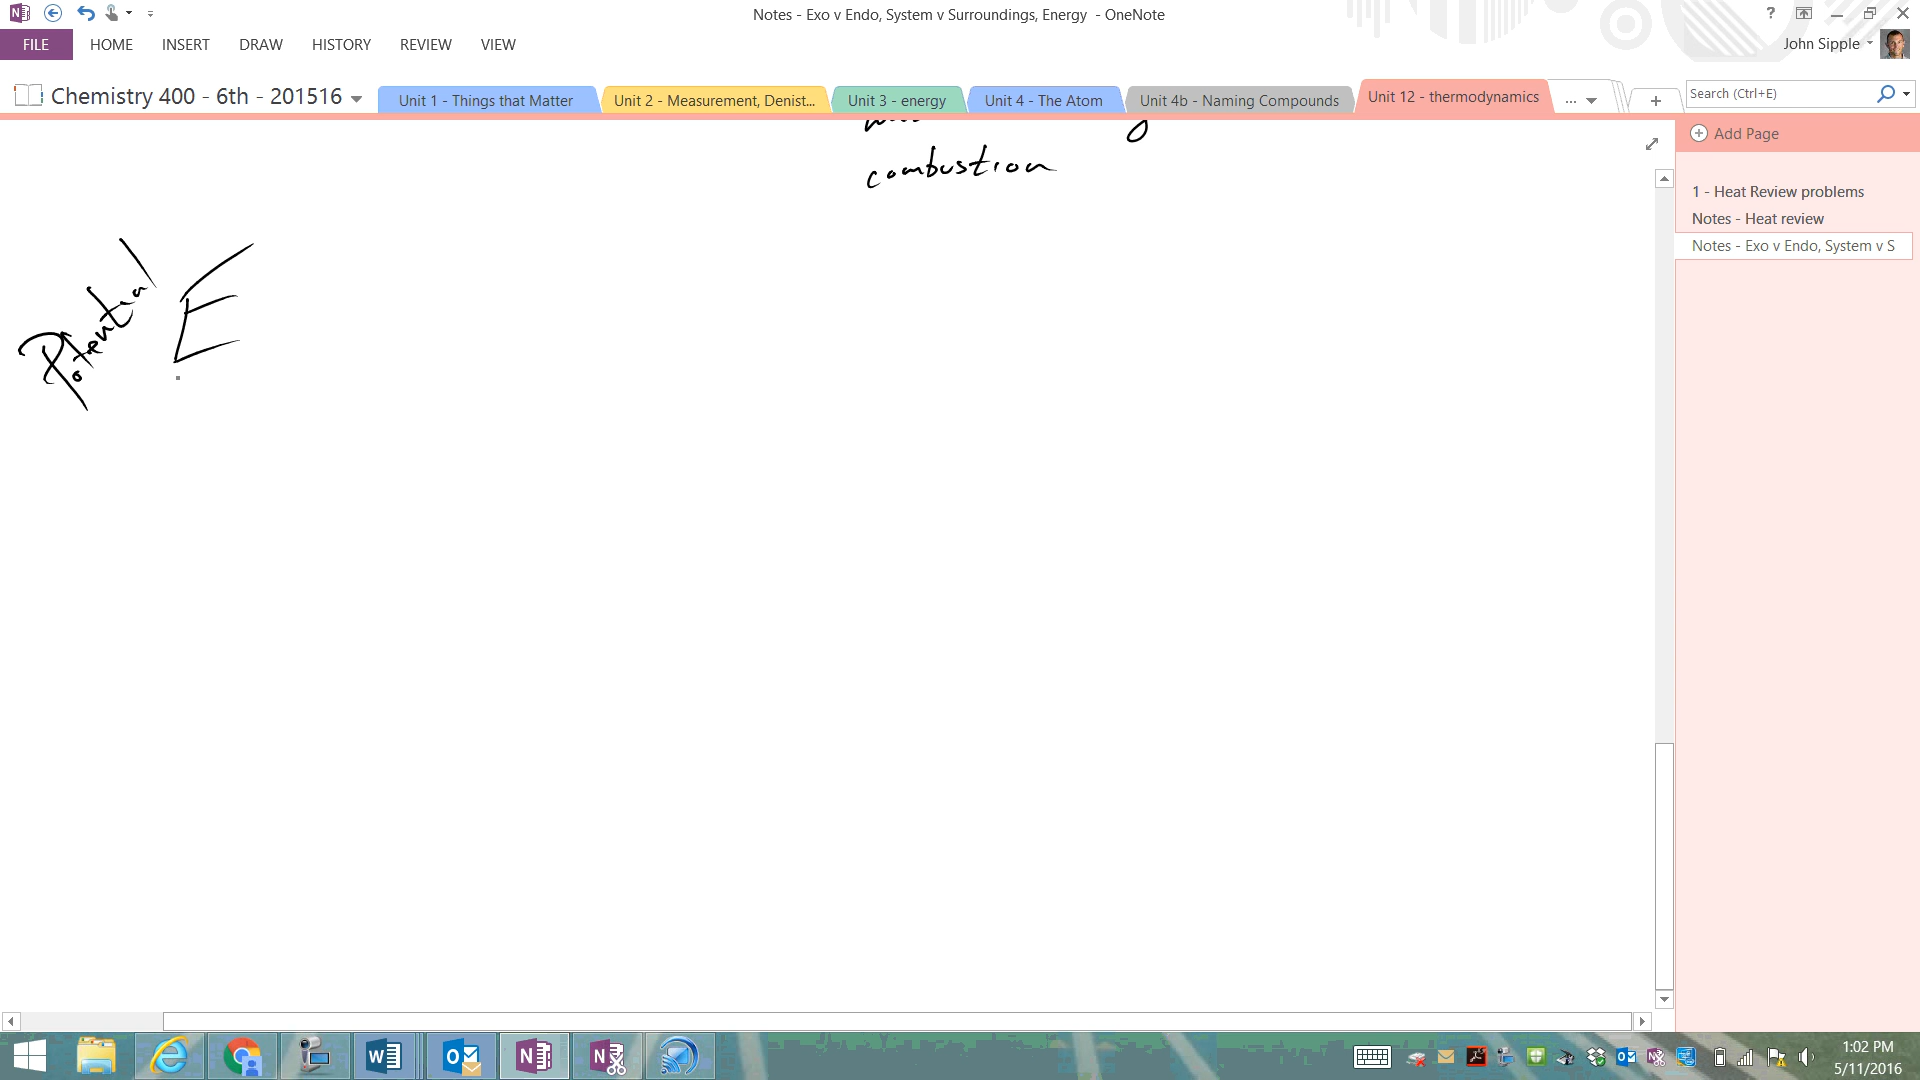 Notes - Exo v Endo, System v Surroundings, Energy - OneNote
?
FILE HOME INSERT DRAW HISTORY REVIEW VIEW
John Sipple
Chemistry 400 - 6th - 201516
Unit 1 - Things that Matter
Unit 2 - Measurement, Denist...
Unit 3 - energy
Unit 4 - The Atom
Unit 4b - Naming Compounds
Unit 12 - thermodynamics
...
Search (Ctrl+E)
Add Page
1 - Heat Review problems
Notes - Heat review
Notes - Exo v Endo, System v S
combustion
Potential E
1:02 PM
5/11/2016